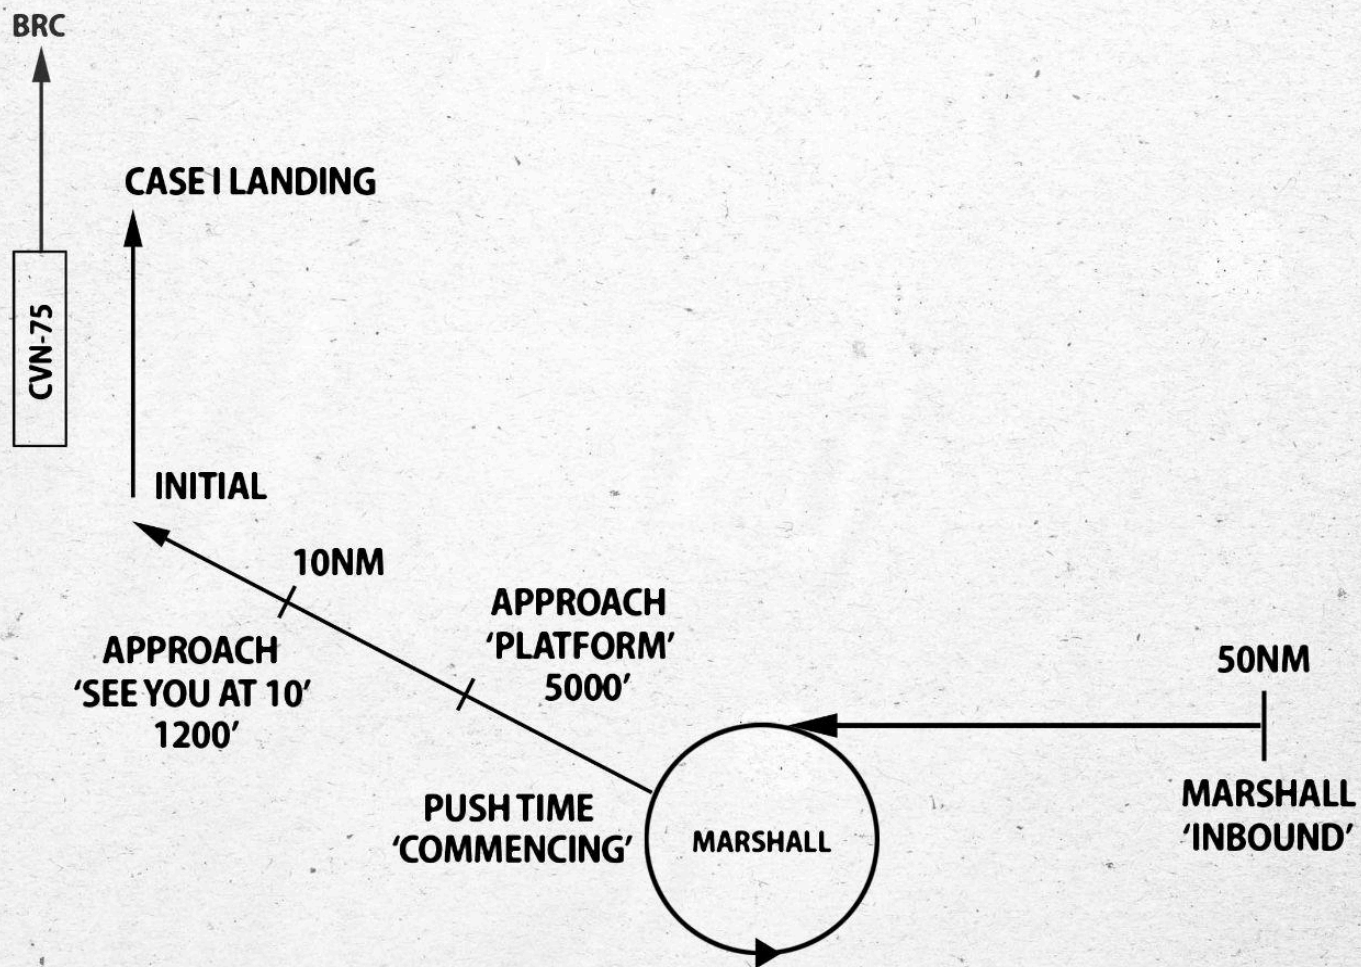 BRC
CASE I LANDING
CVN-75
INITIAL
10NM
APPROACH
'SEE YOU AT 10'
1200'
APPROACH
'PLATFORM'
5000'
PUSH TIME
'COMMENCING'
MARSHALL
50NM
MARSHALL
'INBOUND'